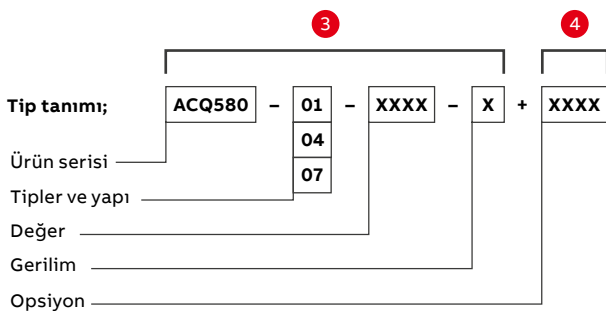 3 4
Tip tanımı; ACQ580 – 01 – XXXX – X + XXXX
04
07
Ürün serisi
Tipler ve yapı
Değer
Gerilim
Opsiyon